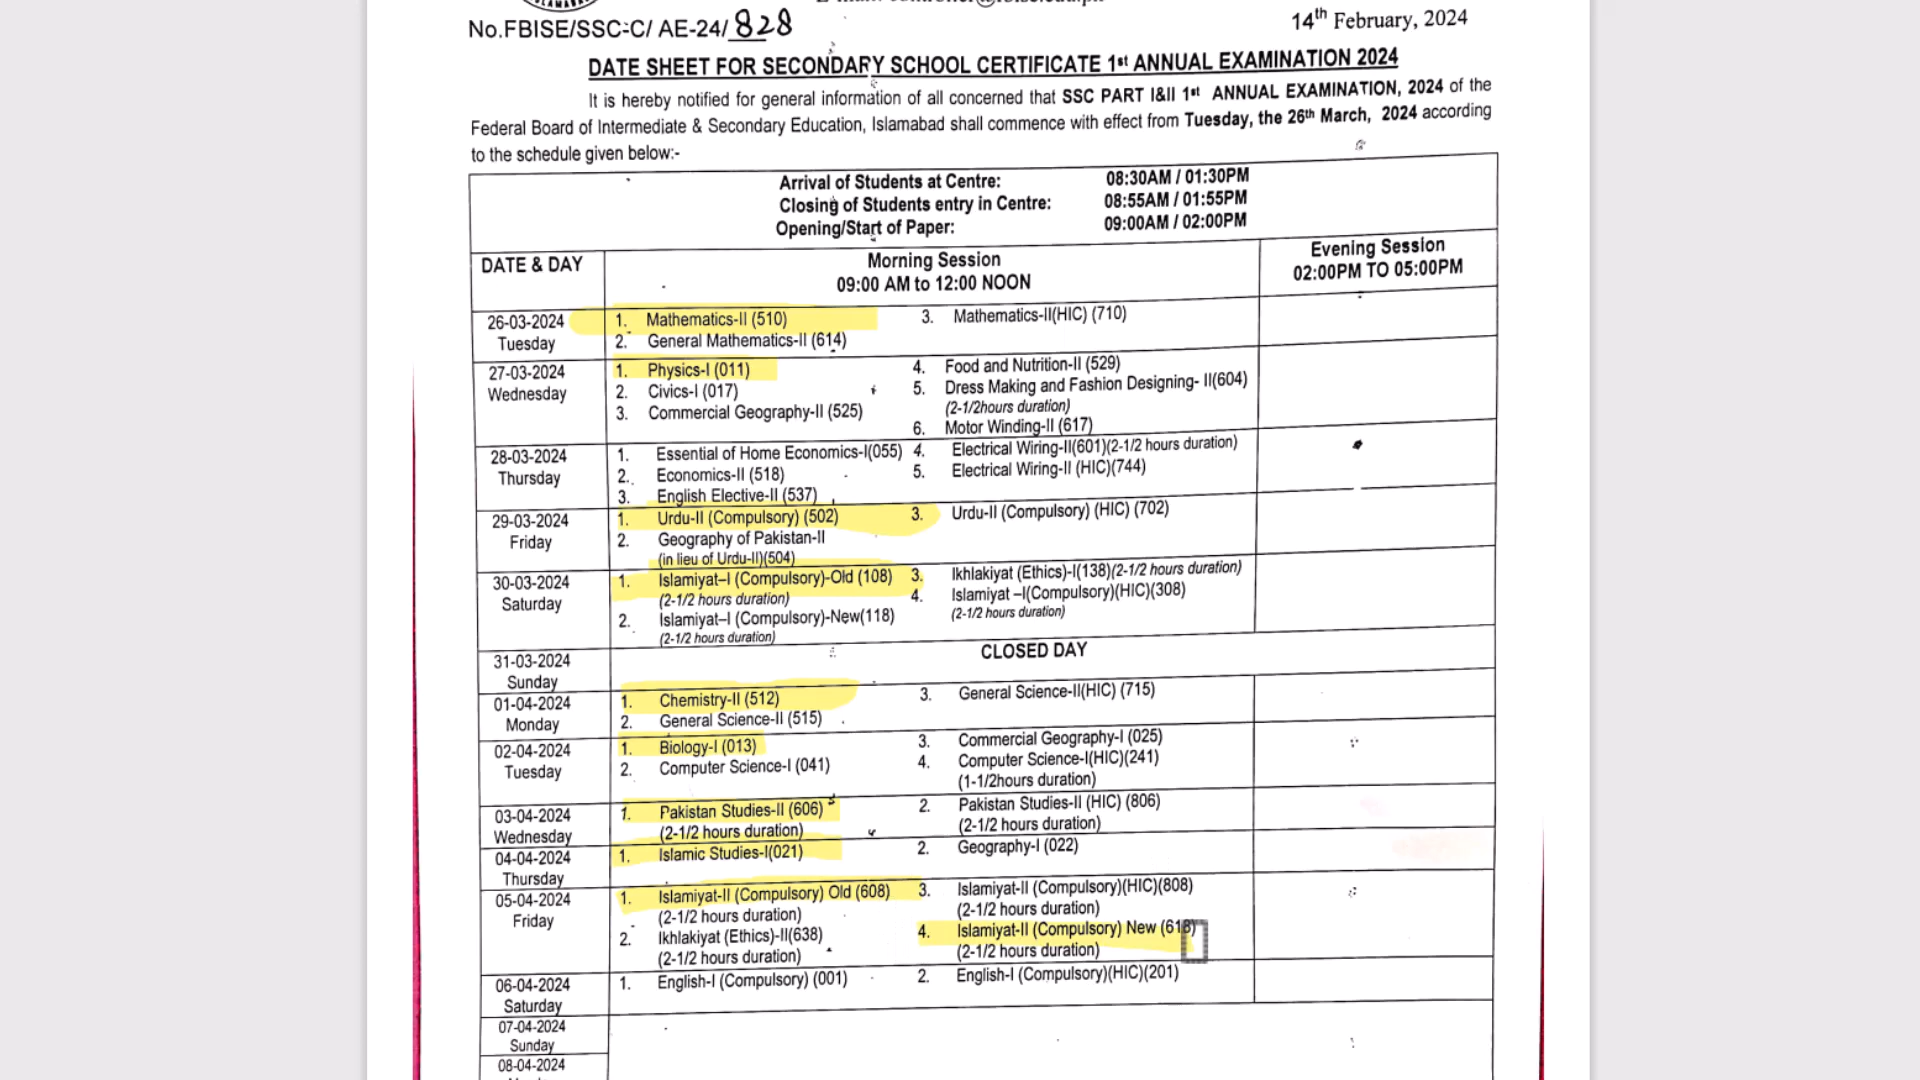 No.FBISE/SSC-C/ AE-24/ 828
14th February, 2024
DATE SHEET FOR SECONDARY SCHOOL CERTIFICATE 1st ANNUAL EXAMINATION 2024
It is hereby notified for general information of all concerned that SSC PART I&II 1st ANNUAL EXAMINATION, 2024 of the
Federal Board of Intermediate & Secondary Education, Islamabad shall commence with effect from Tuesday, the 26th March, 2024 according
to the schedule given below:-
Arrival of Students at Centre: 08:30AM / 01:30PM
Closing of Students entry in Centre: 08:55AM / 01:55PM
Opening/Start of Paper: 09:00AM / 02:00PM
DATE & DAY
Morning Session
09:00 AM to 12:00 NOON
Evening Session
02:00PM TO 05:00PM
26-03-2024
Tuesday
1. Mathematics-II (510)
2. General Mathematics-II (614)
3. Mathematics-II(HIC) (710)
27-03-2024
Wednesday
1. Physics-I (011)
2. Civics-I (017)
3. Commercial Geography-II (525)
4. Food and Nutrition-II (529)
5. Dress Making and Fashion Designing- II(604)
(2-1/2hours duration)
6. Motor Winding-II (617)
28-03-2024
Thursday
1. Essential of Home Economics-I(055)
2. Economics-II (518)
3. English Elective-II (537)
4. Electrical Wiring-II(601)(2-1/2 hours duration)
5. Electrical Wiring-II (HIC)(744)
29-03-2024
Friday
1. Urdu-II (Compulsory) (502)
2. Geography of Pakistan-II
(in lieu of Urdu-II)(504)
3. Urdu-II (Compulsory) (HIC) (702)
30-03-2024
Saturday
1. Islamiyat–I (Compulsory)-Old (108)
(2-1/2 hours duration)
2. Islamiyat–I (Compulsory)-New(118)
(2-1/2 hours duration)
3. Ikhlakiyat (Ethics)-I(138)(2-1/2 hours duration)
4. Islamiyat –I(Compulsory)(HIC)(308)
(2-1/2 hours duration)
31-03-2024
Sunday
CLOSED DAY
01-04-2024
Monday
1. Chemistry-II (512)
2. General Science-II (515)
3. General Science-II(HIC) (715)
02-04-2024
Tuesday
1. Biology-I (013)
2. Computer Science-I (041)
3. Commercial Geography-I (025)
4. Computer Science-I(HIC)(241)
(1-1/2hours duration)
03-04-2024
Wednesday
1. Pakistan Studies-II (606)
(2-1/2 hours duration)
2. Pakistan Studies-II (HIC) (806)
(2-1/2 hours duration)
04-04-2024
Thursday
1. Islamic Studies-I(021)
2. Geography-I (022)
05-04-2024
Friday
1. Islamiyat-II (Compulsory) Old (608)
(2-1/2 hours duration)
2. Ikhlakiyat (Ethics)-II(638)
(2-1/2 hours duration)
3. Islamiyat-II (Compulsory)(HIC)(808)
(2-1/2 hours duration)
4. Islamiyat-II (Compulsory) New (618)
(2-1/2 hours duration)
06-04-2024
Saturday
1. English-I (Compulsory) (001)
2. English-I (Compulsory)(HIC)(201)
07-04-2024
Sunday
08-04-2024